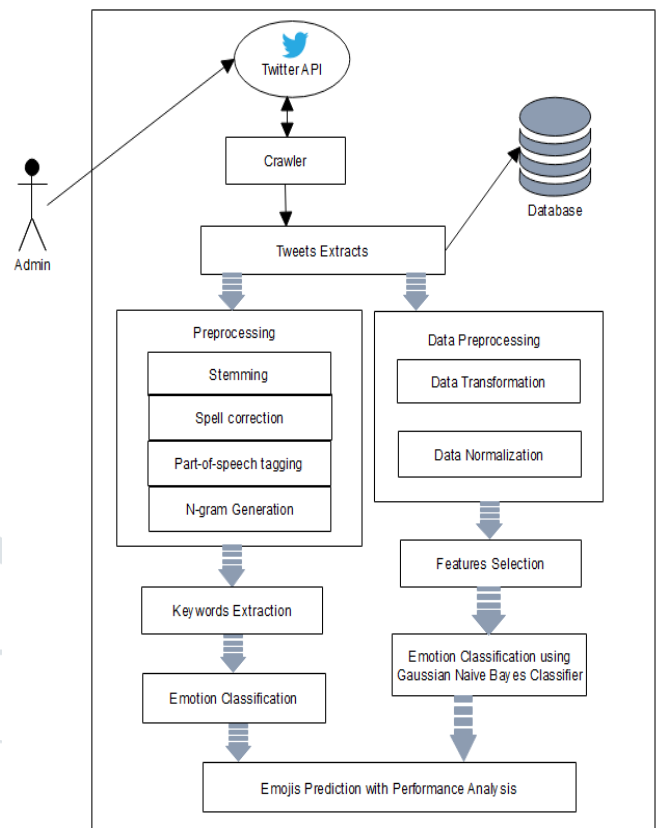 TwitterAPI
Crawler
Database
Admin
Tweets Extracts
Preprocessing
Stemming
Spell correction
Part-of-speech tagging
N-gram Generation
Data Preprocessing
Data Transformation
Data Normalization
Features Selection
Keywords Extraction
Emotion Classification using
Gaussian Naive Bayes Classifier
Emotion Classification
Emojis Prediction with Performance Analysis